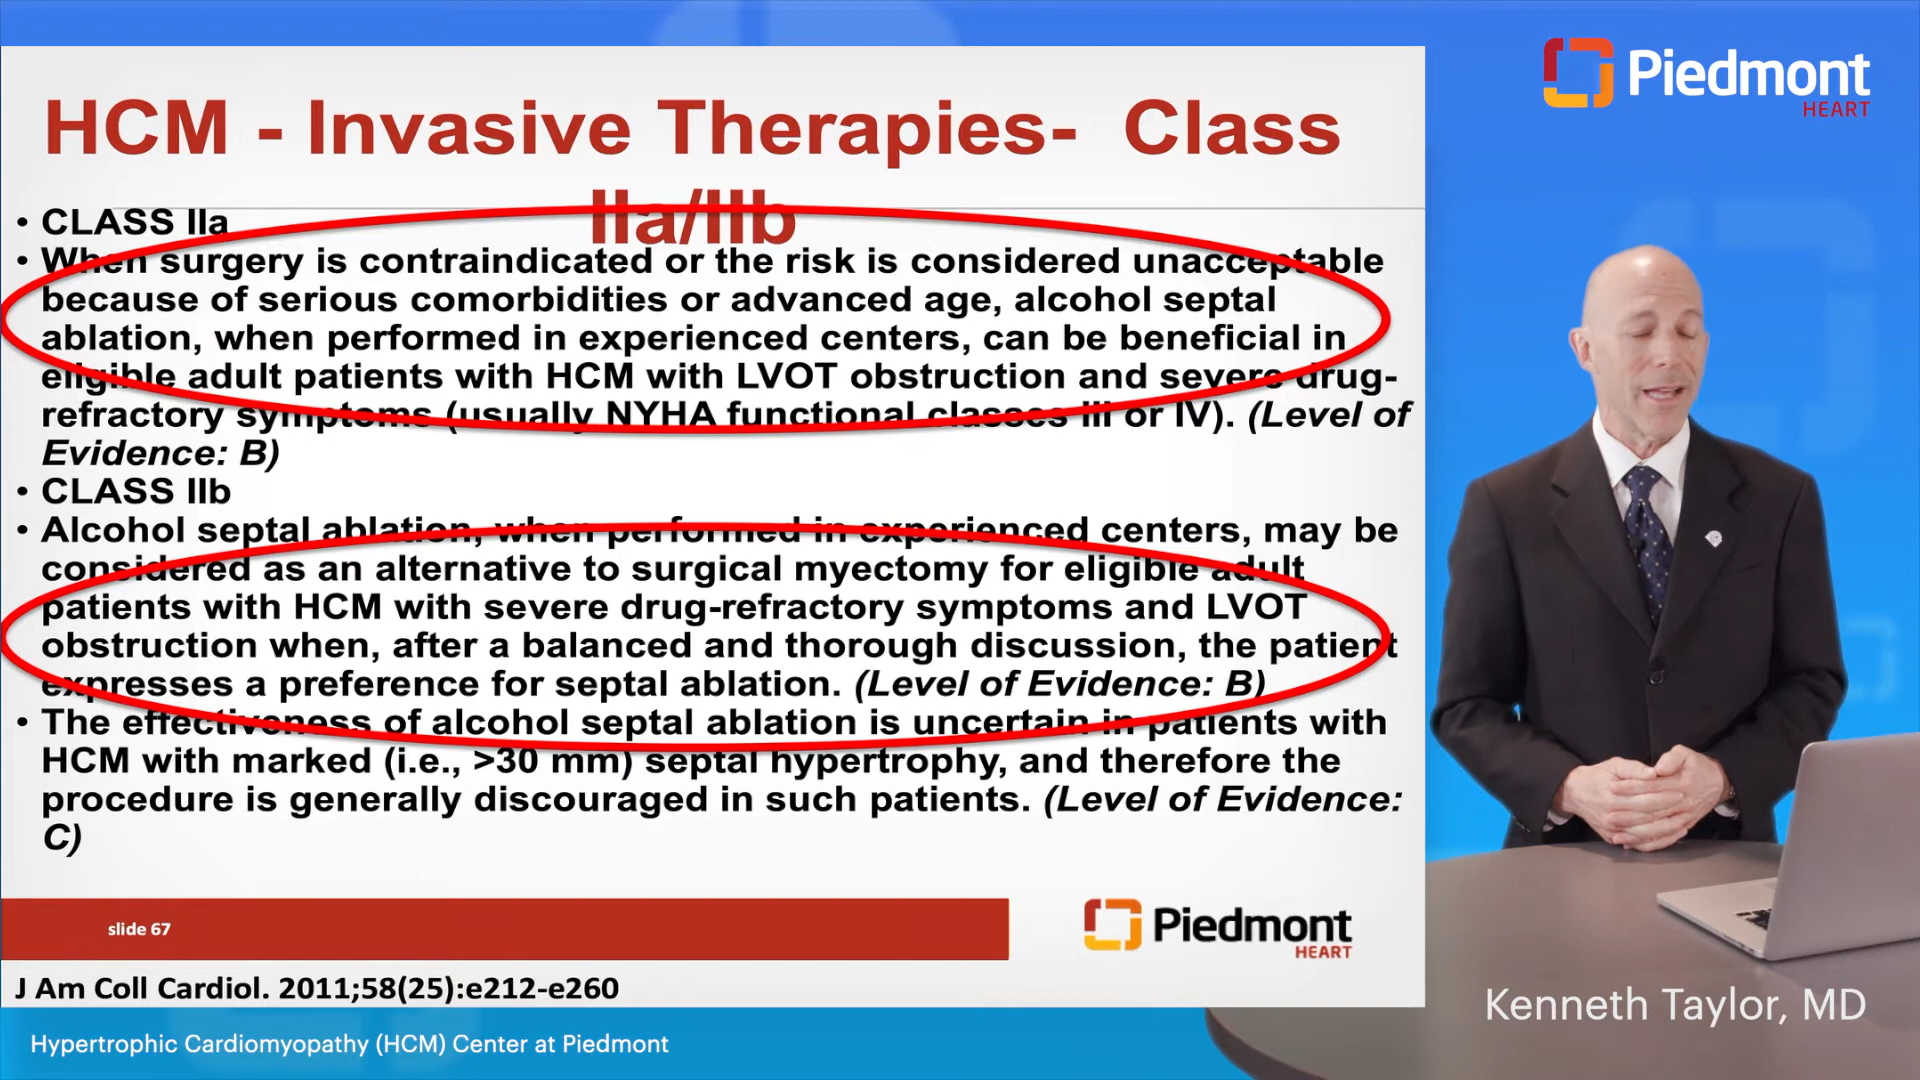 Piedmont
HEART
HCM - Invasive Therapies- Class
IIa/IIb
• CLASS IIa
• When surgery is contraindicated or the risk is considered unacceptable
because of serious comorbidities or advanced age, alcohol septal
ablation, when performed in experienced centers, can be beneficial in
eligible adult patients with HCM with LVOT obstruction and severe drug-
refractory symptoms (usually NYHA functional classes III or IV). (Level of
Evidence: B)
• CLASS IIb
• Alcohol septal ablation, when performed in experienced centers, may be
considered as an alternative to surgical myectomy for eligible adult
patients with HCM with severe drug-refractory symptoms and LVOT
obstruction when, after a balanced and thorough discussion, the patient
expresses a preference for septal ablation. (Level of Evidence: B)
• The effectiveness of alcohol septal ablation is uncertain in patients with
HCM with marked (i.e., >30 mm) septal hypertrophy, and therefore the
procedure is generally discouraged in such patients. (Level of Evidence:
C)
slide 67
Piedmont
HEART
J Am Coll Cardiol. 2011;58(25):e212-e260
Kenneth Taylor, MD
Hypertrophic Cardiomyopathy (HCM) Center at Piedmont